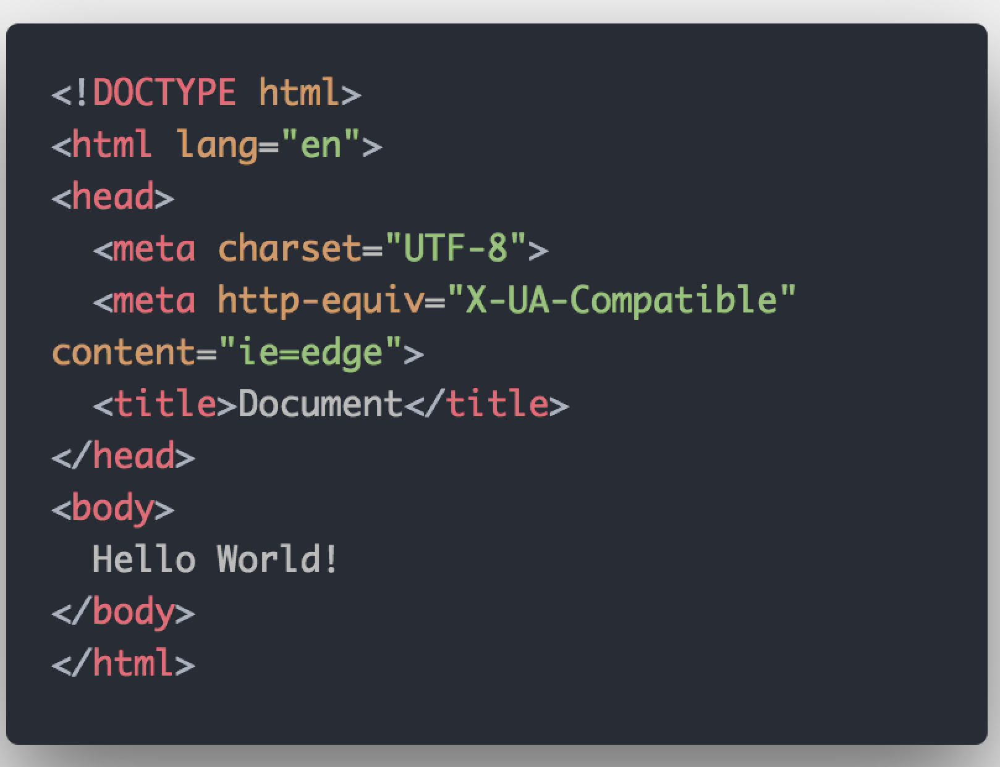 <!DOCTYPE html>
<html lang="en">
<head>
  <meta charset="UTF-8">
  <meta http-equiv="X-UA-Compatible"
content="ie=edge">
  <title>Document</title>
</head>
<body>
  Hello World!
</body>
</html>